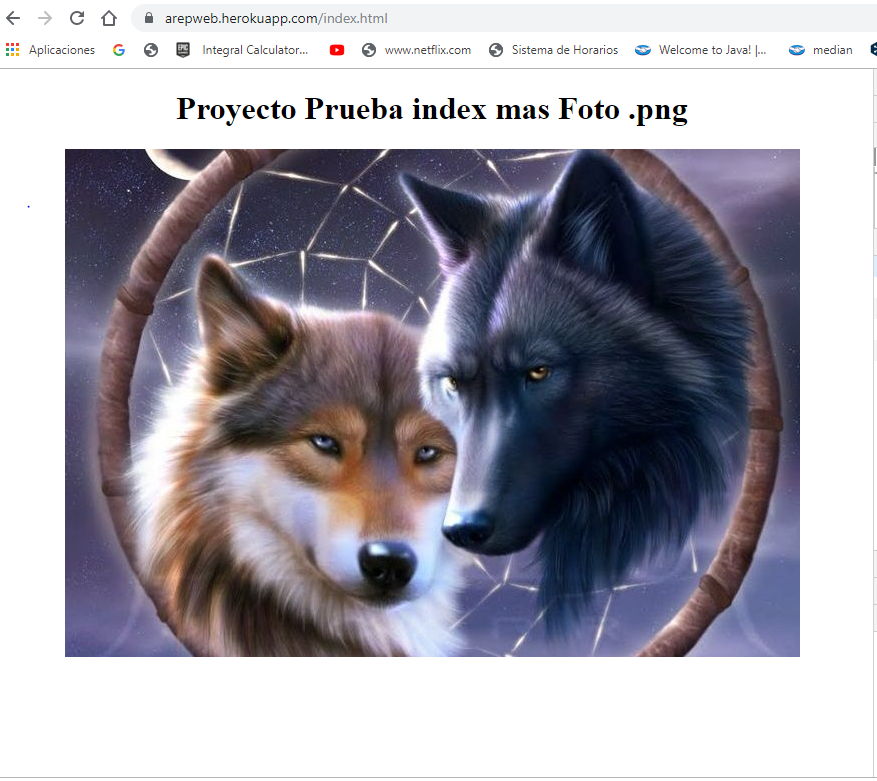 arepweb.herokuapp.com/index.html
Aplicaciones EPIC Integral Calculator... www.netflix.com Sistema de Horarios Welcome to Java! |... median
Proyecto Prueba index mas Foto .png